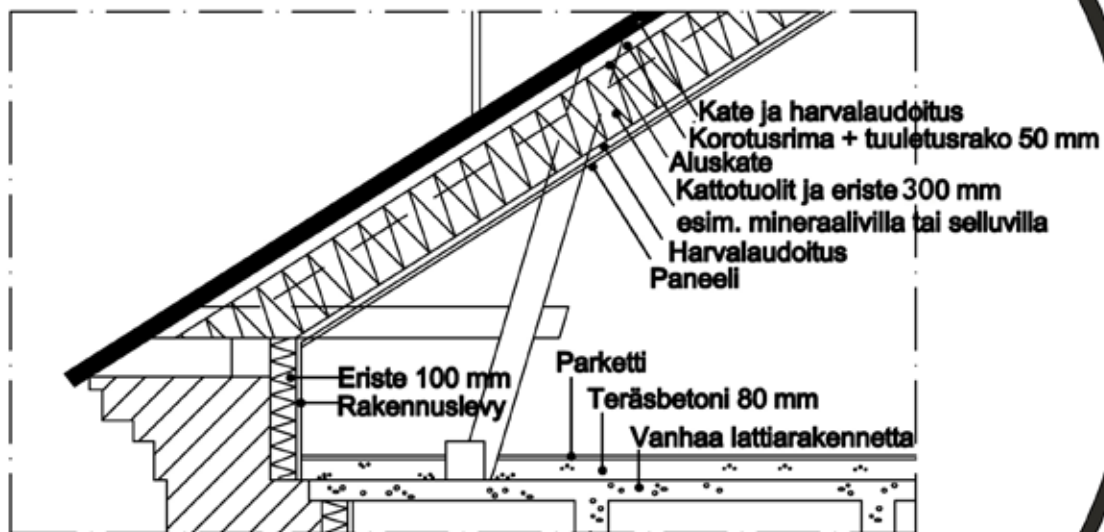 Kate ja harvalaudoitus
Korotusrima + tuuletusrako 50 mm
Aluskate
Kattotuolit ja eriste 300 mm
esim. mineraalivilla tai selluvilla
Harvalaudoitus
Paneeli
Eriste 100 mm
Rakennuslevy
Parketti
Teräsbetoni 80 mm
Vanhaa lattiarakennetta